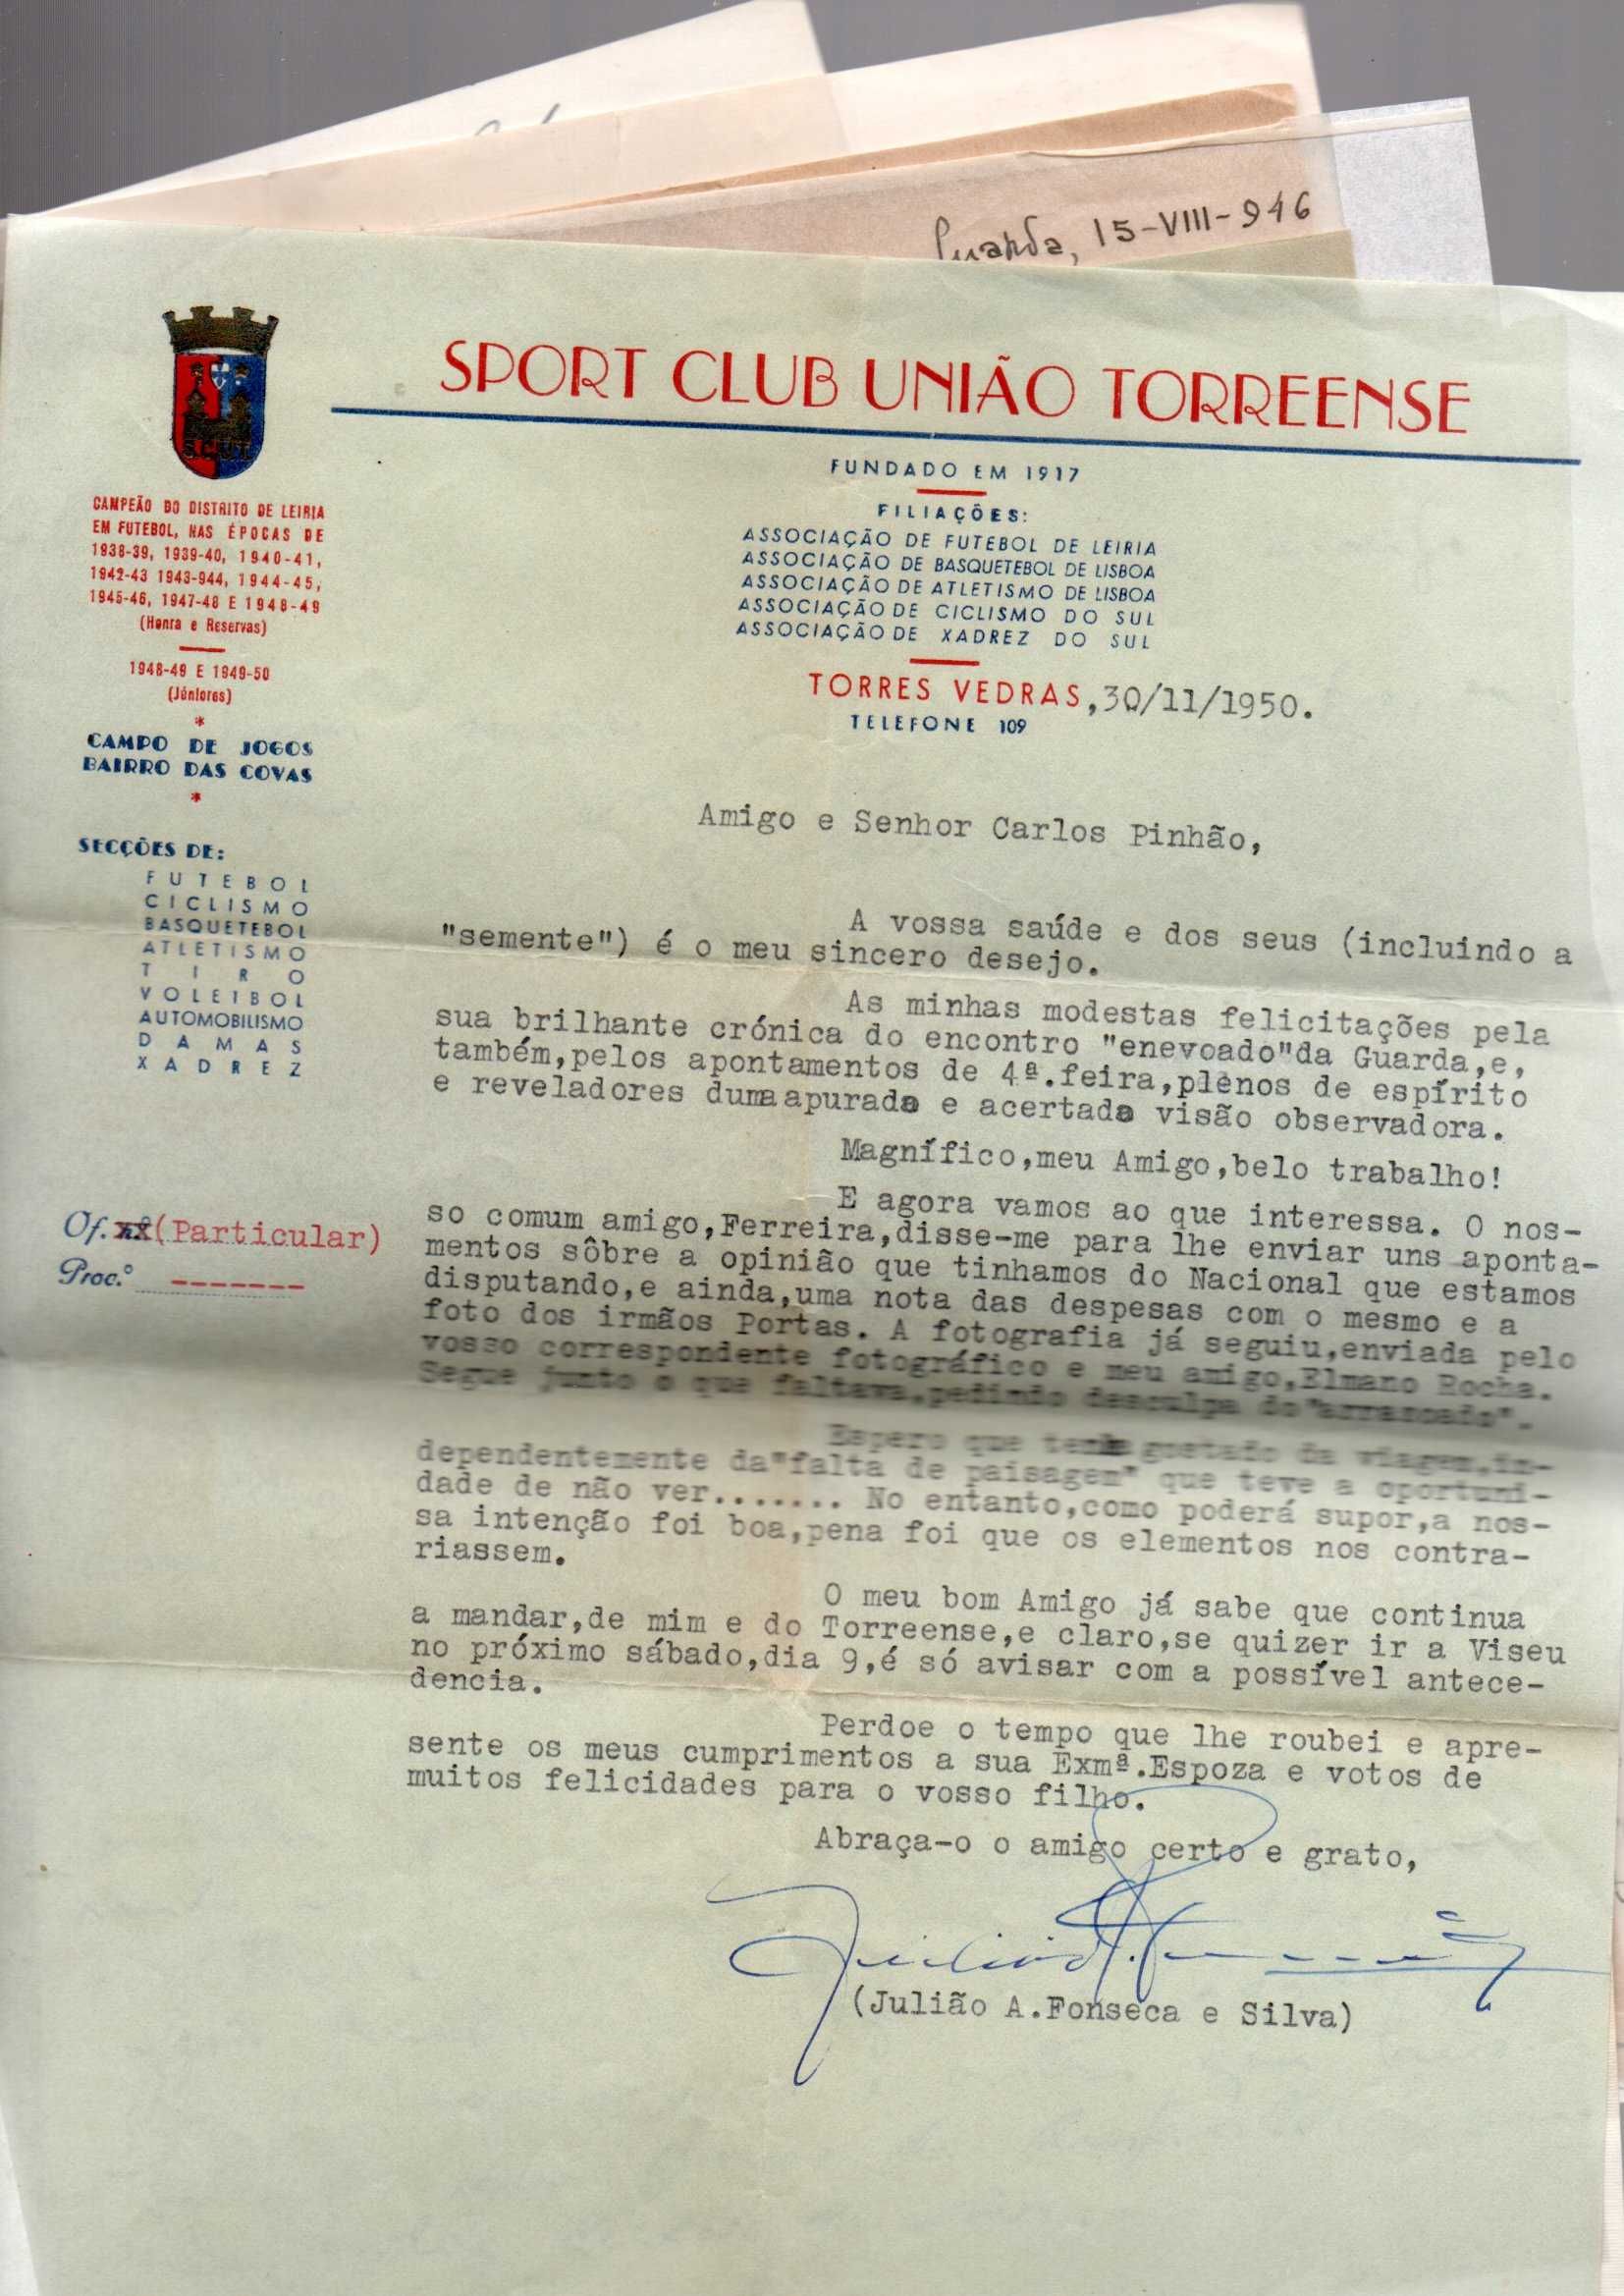 Guarda, 15-VIII-946
SPORT CLUB UNIÃO TORREENSE
S.C.U.T.
FUNDADO EM 1917
FILIAÇÕES:
ASSOCIAÇÃO DE FUTEBOL DE LEIRIA
ASSOCIAÇÃO DE BASQUETEBOL DE LISBOA
ASSOCIAÇÃO DE ATLETISMO DE LISBOA
ASSOCIAÇÃO DE CICLISMO DO SUL
ASSOCIAÇÃO DE XADREZ DO SUL
TORRES VEDRAS,30/11/1950.
TELEFONE 109
CAMPEÃO DO DISTRITO DE LEIRIA
EM FUTEBOL, NAS ÉPOCAS DE
1938-39, 1939-40, 1940-41,
1942-43 1943-944, 1944-45,
1945-46, 1947-48 E 1948-49
(Honra e Reservas)
1948-49 E 1949-50
(Júniores)
*
CAMPO DE JOGOS
BAIRRO DAS COVAS
*
SECÇÕES DE:
FUTEBOL
CICLISMO
BASQUETEBOL
ATLETISMO
TIRO
VOLEIBOL
AUTOMOBILISMO
DAMAS
XADREZ
Of. (Particular)
Proc.º -------
Amigo e Senhor Carlos Pinhão,
A vossa saúde e dos seus (incluindo a
"semente") é o meu sincero desejo.
As minhas modestas felicitações pela
sua brilhante crónica do encontro "enevoado"da Guarda,e,
também,pelos apontamentos de 4ª.feira,plenos de espírito
e reveladores duma apurada e acertada visão observadora.
Magnífico,meu Amigo,belo trabalho!
E agora vamos ao que interessa. O nos-
so comum amigo,Ferreira,disse-me para lhe enviar uns aponta-
mentos sôbre a opinião que tinhamos do Nacional que estamos
disputando,e ainda,uma nota das despesas com o mesmo e a
foto dos irmãos Portas. A fotografia já seguiu,enviada pelo
vosso correspondente fotográfico e meu amigo,Elmano Rocha.
Segue junto o que faltava,pedindo desculpa do"arrancado".
Espero que tenha gostado da viagem,in-
dependentemente da"falta de paisagem" que teve a oportuni-
dade de não ver....... No entanto,como poderá supor,a nos-
sa intenção foi boa,pena foi que os elementos nos contra-
riassem.
O meu bom Amigo já sabe que continua
a mandar,de mim e do Torreense,e claro,se quizer ir a Viseu
no próximo sábado,dia 9,é só avisar com a possível antece-
dencia.
Perdoe o tempo que lhe roubei e apre-
sente os meus cumprimentos a sua Exmª.Espoza e votos de
muitos felicidades para o vosso filho.
Abraça-o o amigo certo e grato,
(Julião A.Fonseca e Silva)